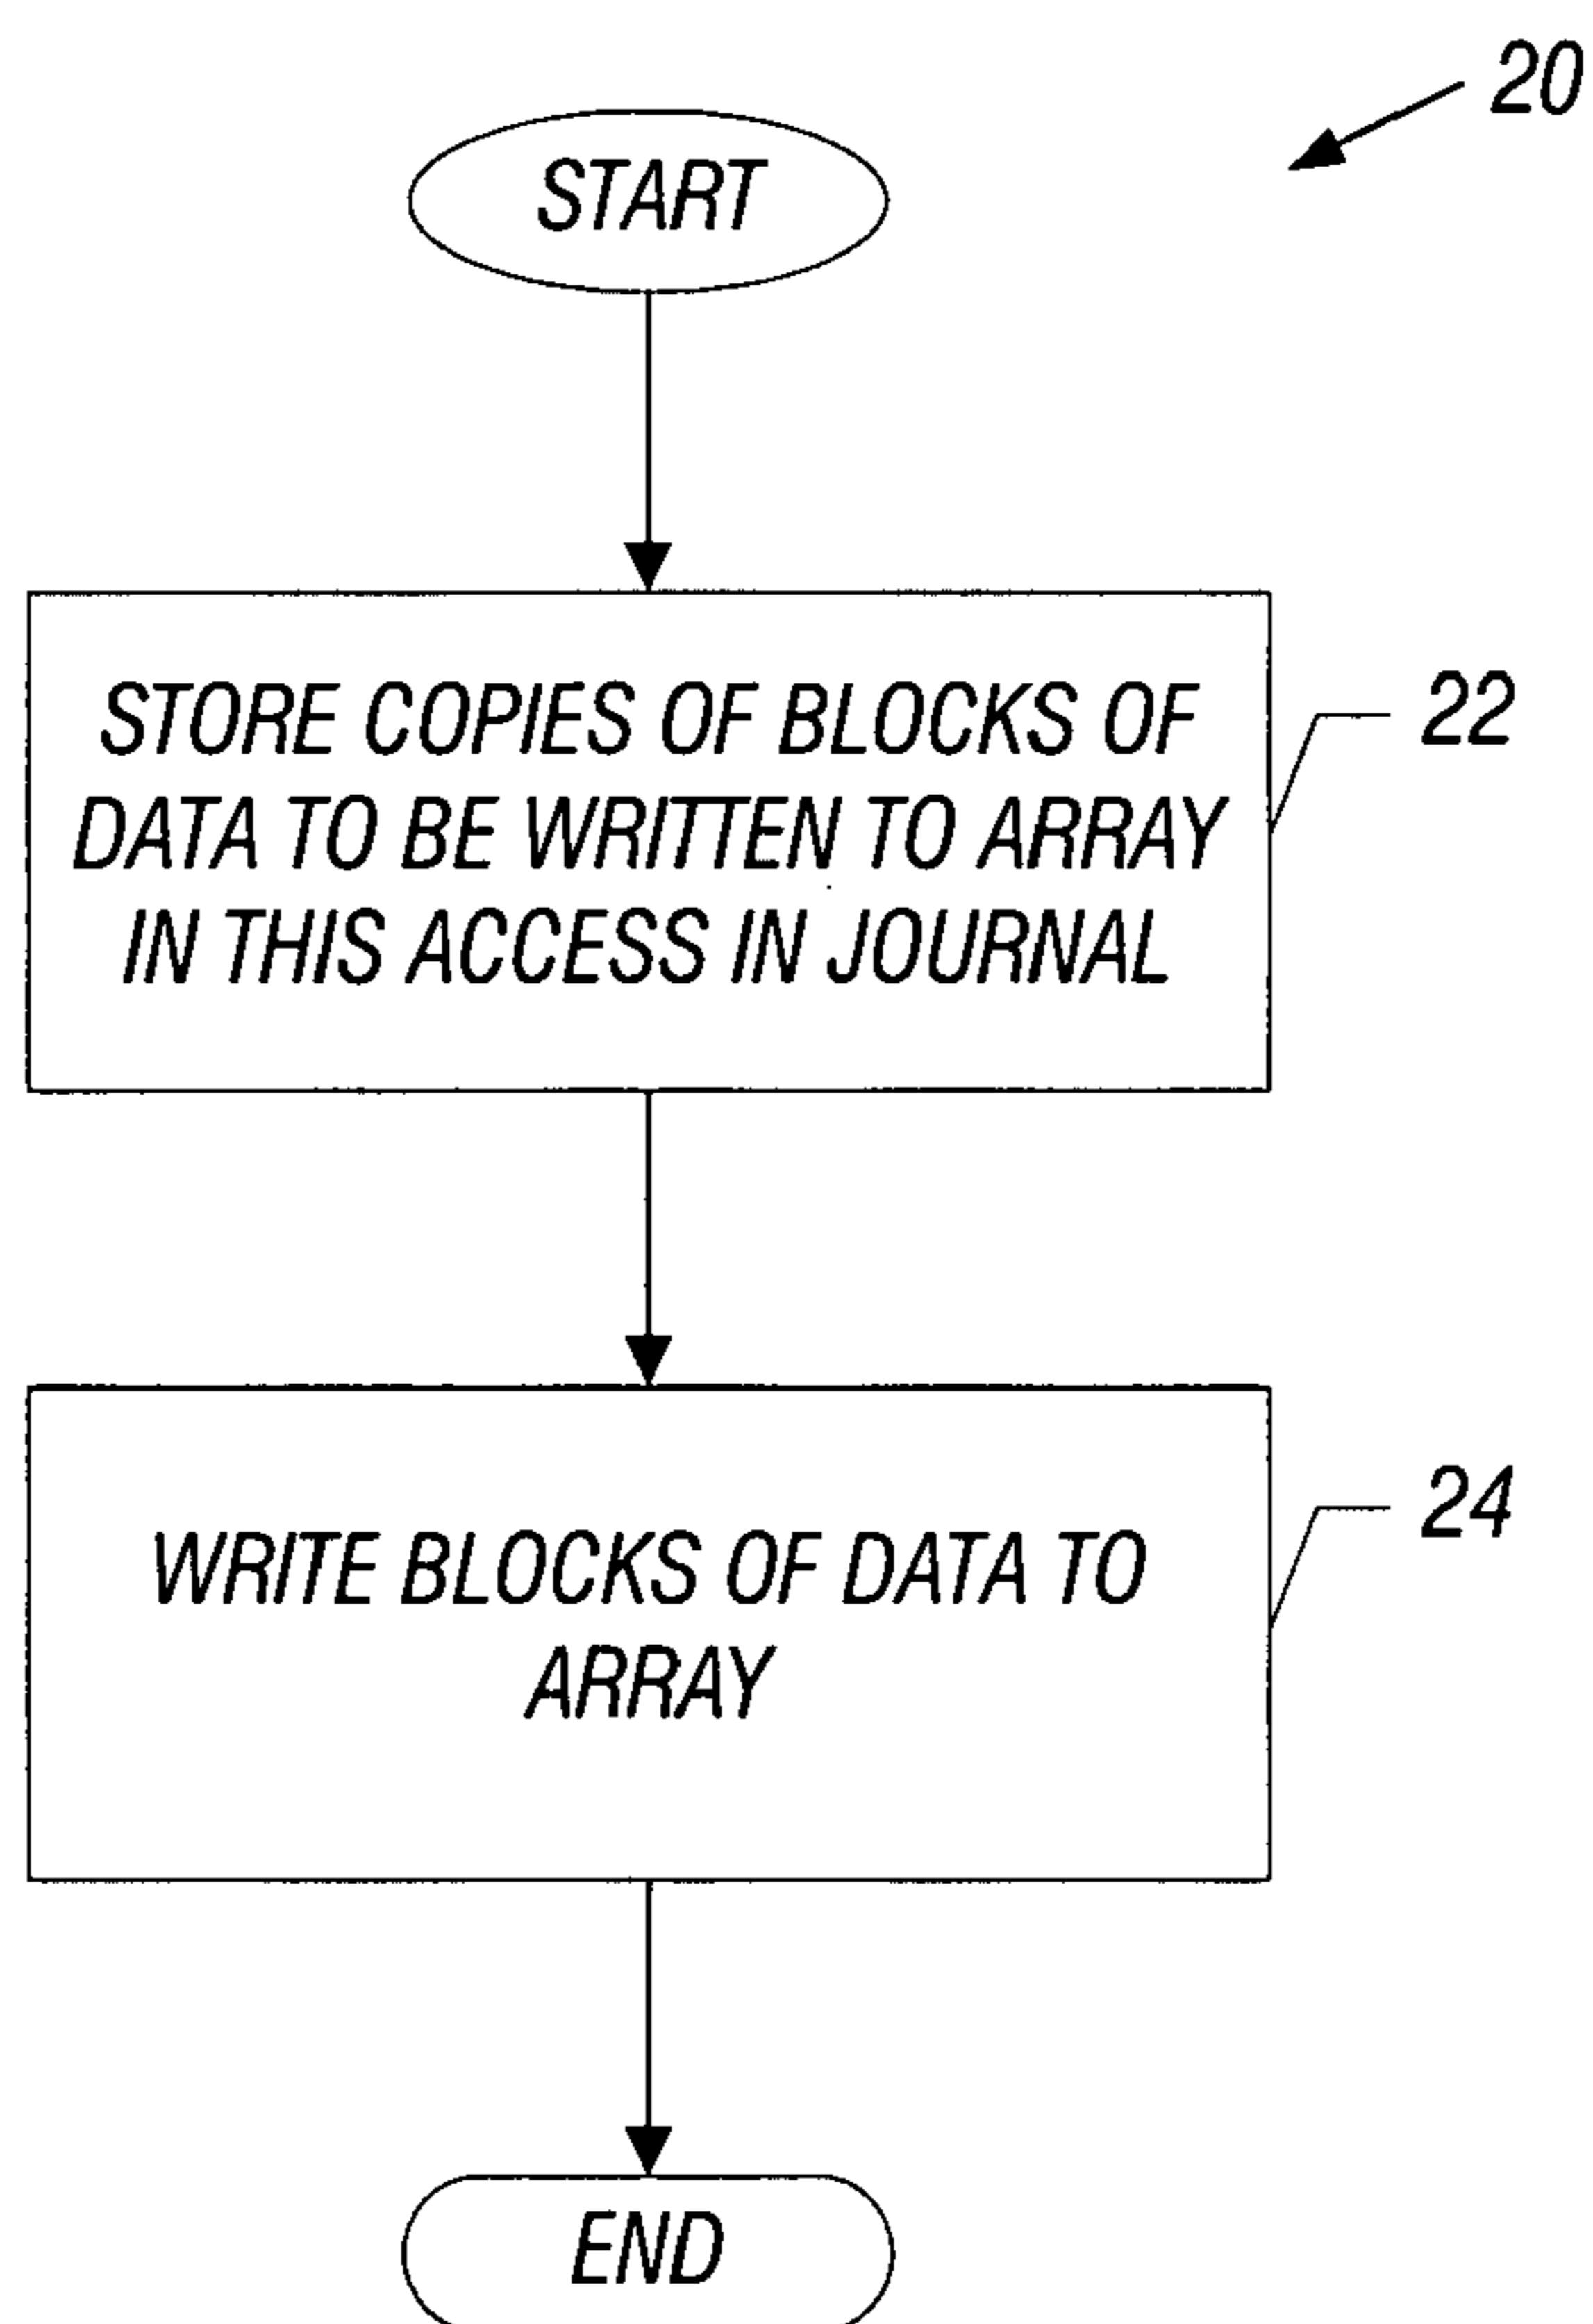 20
START
STORE COPIES OF BLOCKS OF
DATA TO BE WRITTEN TO ARRAY
IN THIS ACCESS IN JOURNAL
22
WRITE BLOCKS OF DATA TO
ARRAY
24
END